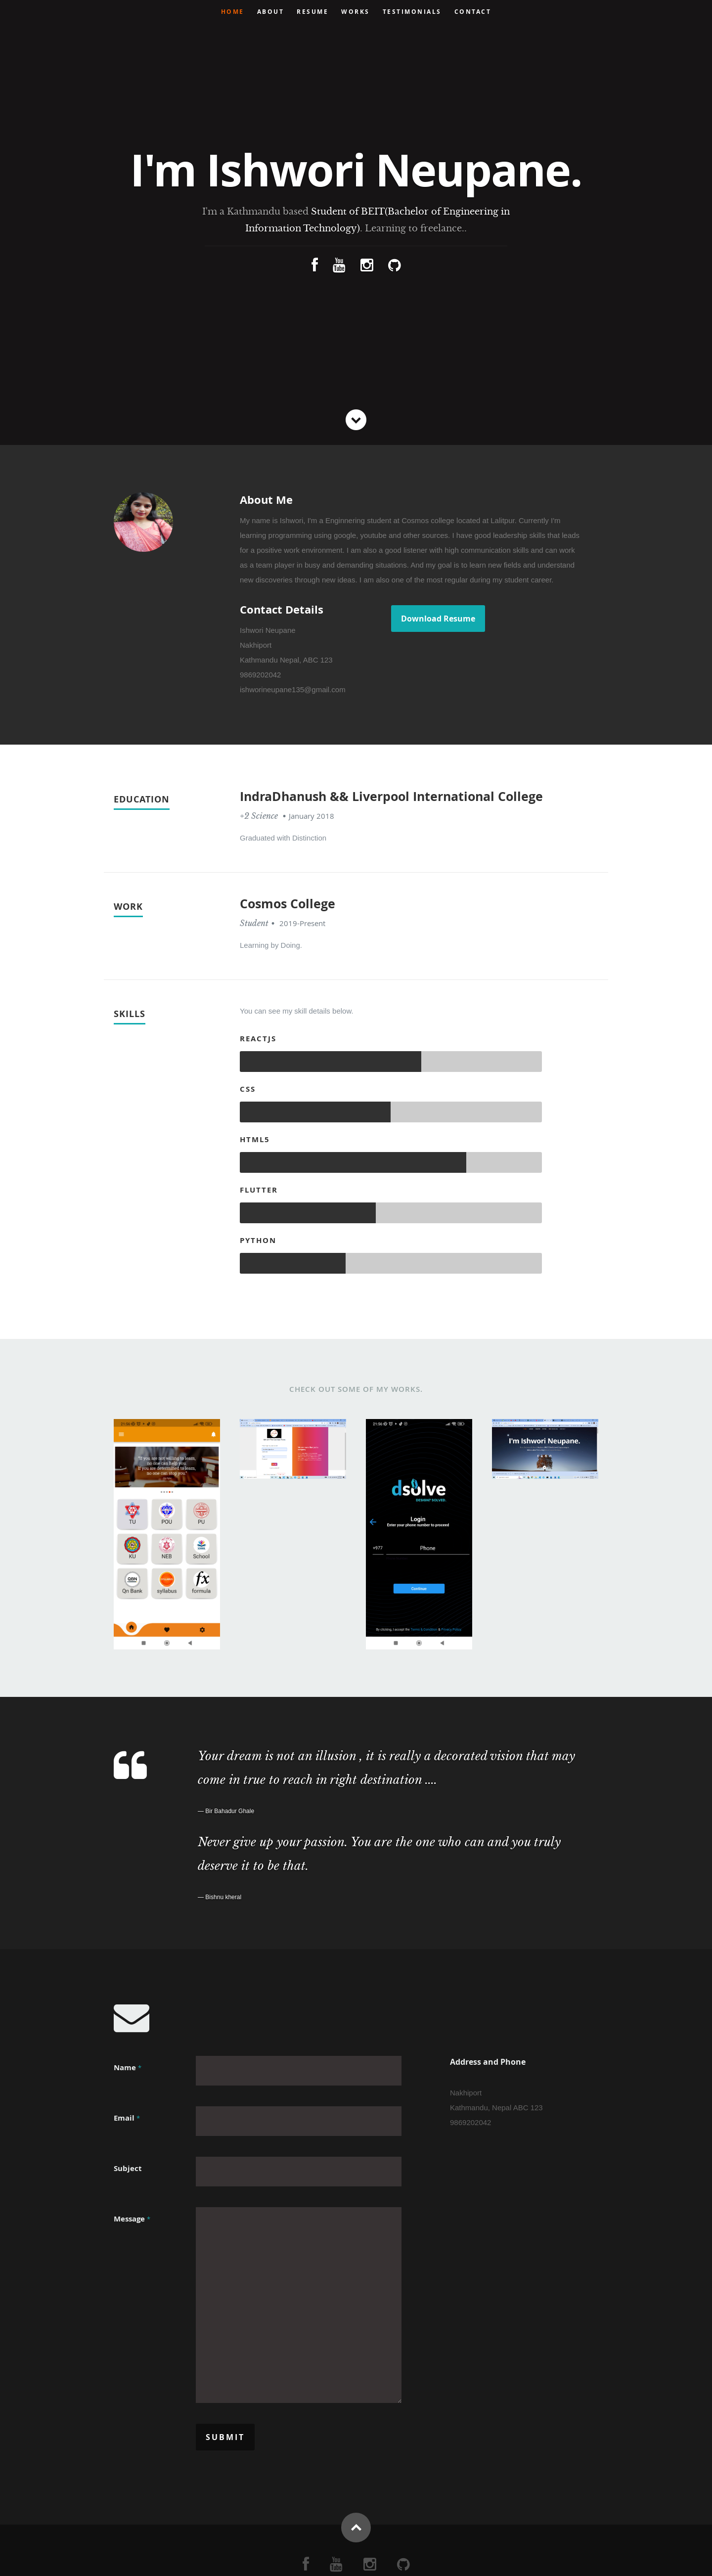 HOME ABOUT RESUME WORKS TESTIMONIALS CONTACT
I'm Ishwori Neupane.
I'm a Kathmandu based Student of BEIT(Bachelor of Engineering in
Information Technology). Learning to freelance..
You
Tube
About Me
My name is Ishwori, I'm a Enginnering student at Cosmos college located at Lalitpur. Currently I'm
learning programming using google, youtube and other sources. I have good leadership skills that leads
for a positive work environment. I am also a good listener with high communication skills and can work
as a team player in busy and demanding situations. And my goal is to learn new fields and understand
new discoveries through new ideas. I am also one of the most regular during my student career.
Contact Details
Ishwori Neupane
Nakhiport
Kathmandu Nepal, ABC 123
9869202042
ishworineupane135@gmail.com
Download Resume
EDUCATION
IndraDhanush && Liverpool International College
+2 Science • January 2018
Graduated with Distinction
WORK
Cosmos College
Student • 2019-Present
Learning by Doing.
SKILLS
You can see my skill details below.
REACTJS
CSS
HTML5
FLUTTER
PYTHON
CHECK OUT SOME OF MY WORKS.
TU POU PU
KU NEB School
Qn Bank syllabus formula
dsolve
Login
Enter your phone number to proceed
+977 Phone
Continue
I'm Ishwori Neupane.
Your dream is not an illusion , it is really a decorated vision that may
come in true to reach in right destination ....
— Bir Bahadur Ghale
Never give up your passion. You are the one who can and you truly
deserve it to be that.
— Bishnu kheral
Name *
Email *
Subject
Message *
SUBMIT
Address and Phone
Nakhiport
Kathmandu, Nepal ABC 123
9869202042
You
Tube